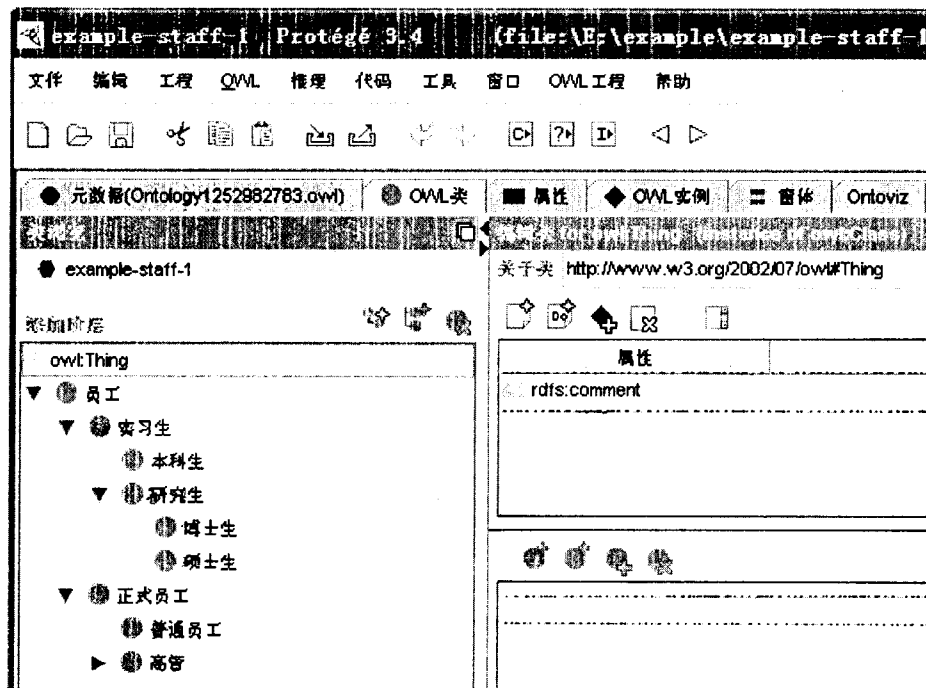 example-staff-1 Protégé 3.4 (file:\E:\example\example-staff-1
文件 编辑 工程 OWL 推理 代码 工具 窗口 OWL工程 帮助
元数据(Ontology1252982783.owl) OWL类 属性 OWL实例 窗体 Ontoviz
example-staff-1
关于类 http://www.w3.org/2002/07/owl#Thing
添加阶层
owl:Thing
属性
rdfs:comment
员工
实习生
本科生
研究生
博士生
硕士生
正式员工
普通员工
高管